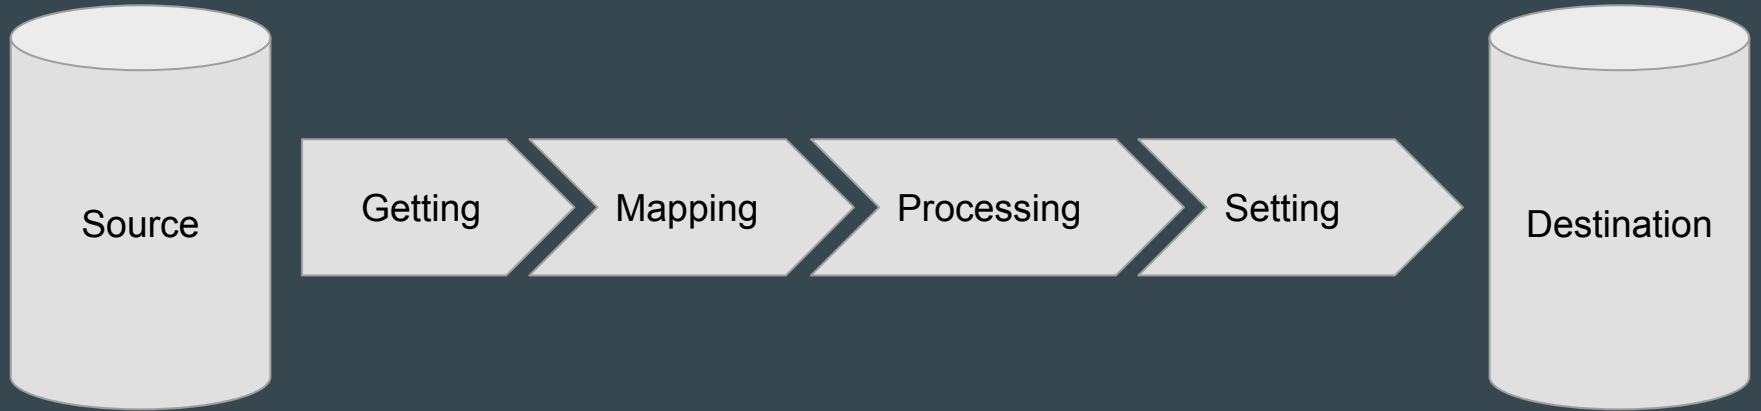 Source
Getting
Mapping
Processing
Setting
Destination